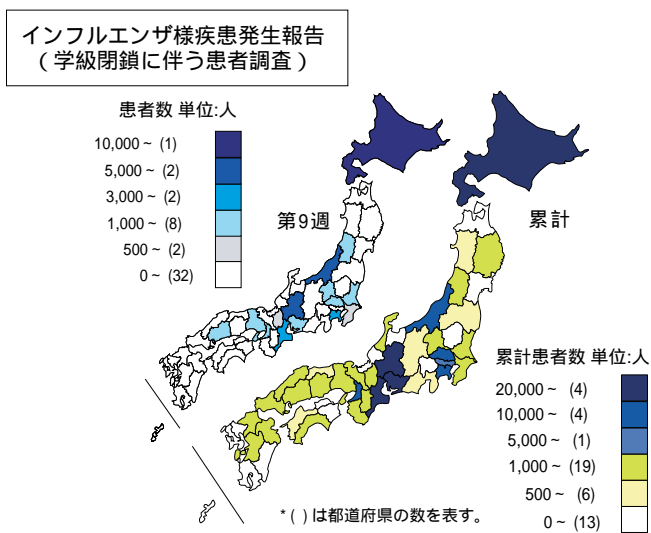 インフルエンザ様疾患発生報告
（学級閉鎖に伴う患者調査）
患者数 単位:人
10,000～ (1)
5,000～ (2)
3,000～ (2)
1,000～ (8)
500～ (2)
0～ (32)
第9週
累計
累計患者数 単位:人
20,000～ (4)
10,000～ (4)
5,000～ (1)
1,000～ (19)
500～ (6)
0～ (13)
*( )は都道府県の数を表す。